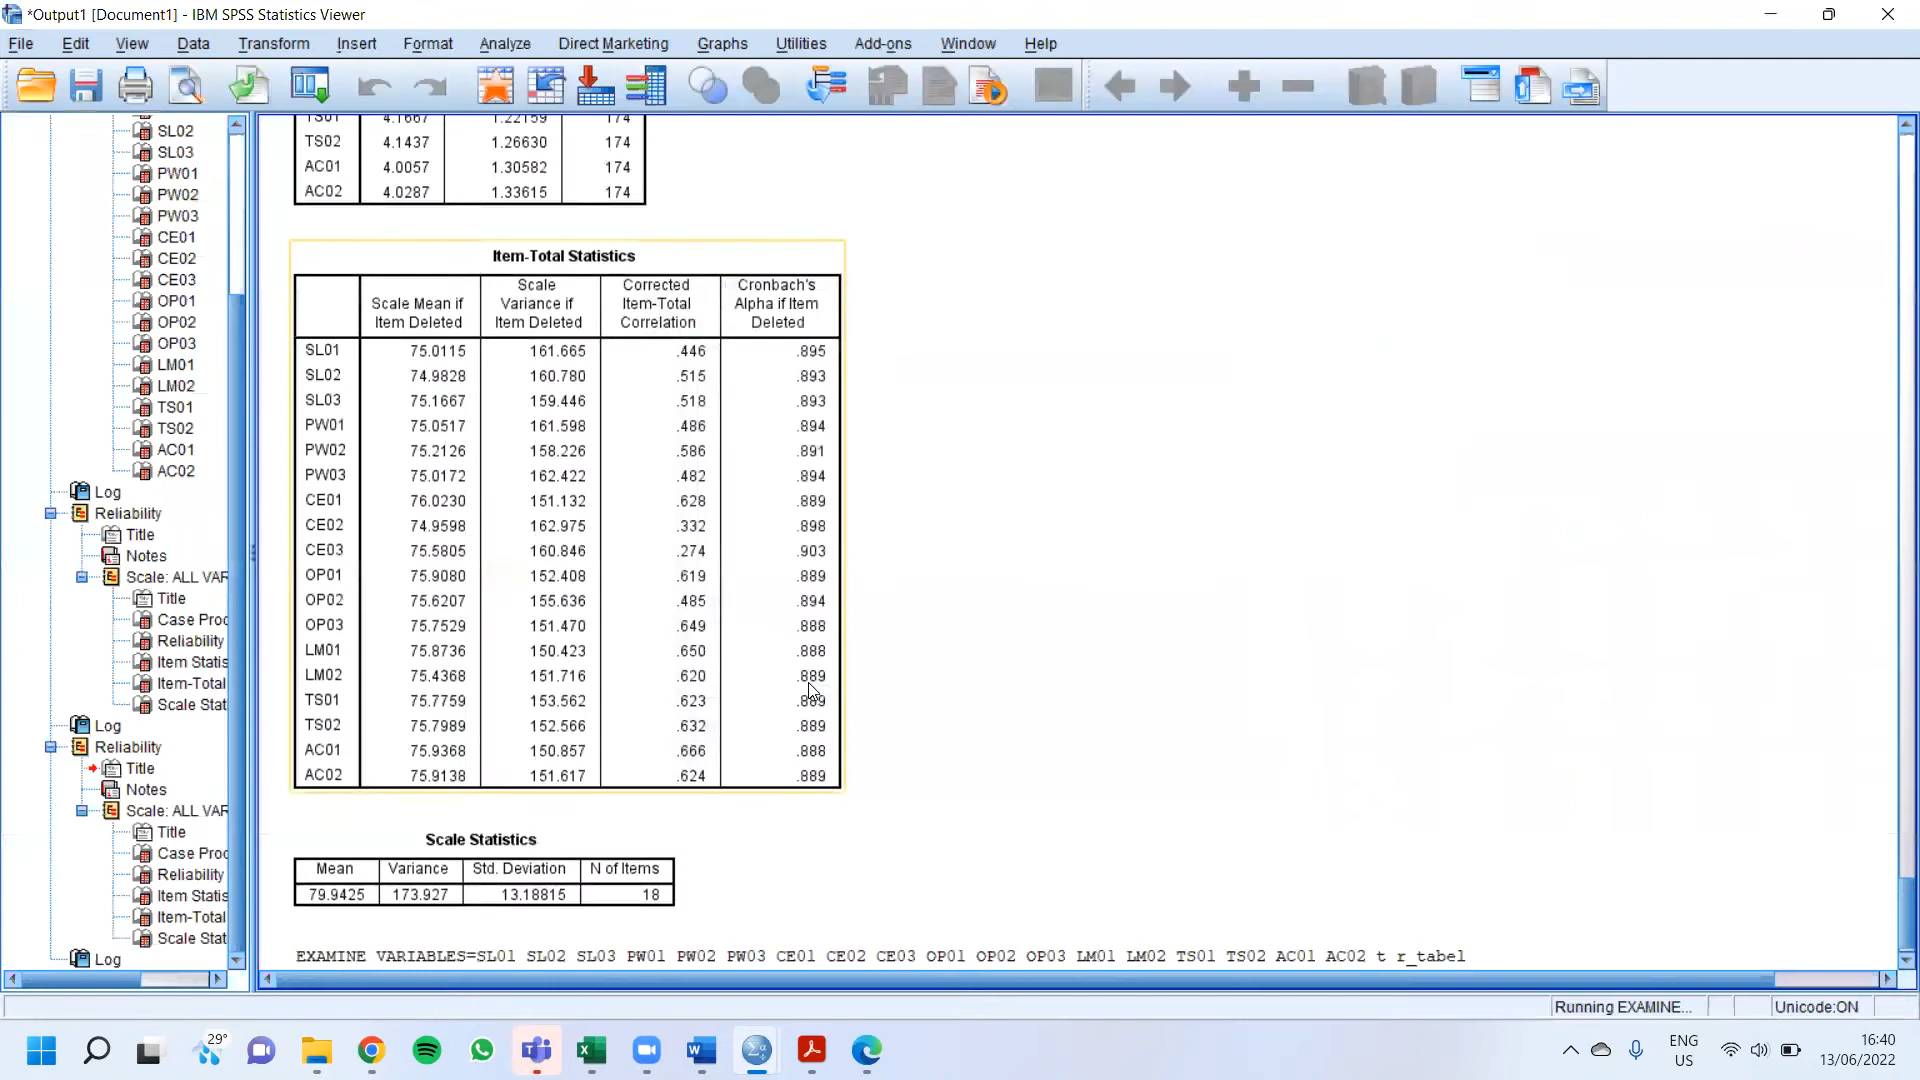 *Output1 [Document1] - IBM SPSS Statistics Viewer
File Edit View Data Transform Insert Format Analyze Direct Marketing Graphs Utilities Add-ons Window Help
SL02
SL03
PW01
PW02
PW03
CE01
CE02
CE03
OP01
OP02
OP03
LM01
LM02
TS01
TS02
AC01
AC02
Log
Reliability
Title
Notes
Scale: ALL VAR
Title
Case Proc
Reliability
Item Statis
Item-Total
Scale Stat
Log
Reliability
Title
Notes
Scale: ALL VAR
Title
Case Proc
Reliability
Item Statis
Item-Total
Scale Stat
Log
TS01 4.1667 1.22159 174
TS02 4.1437 1.26630 174
AC01 4.0057 1.30582 174
AC02 4.0287 1.33615 174
Item-Total Statistics
Scale Mean if Item Deleted
Scale Variance if Item Deleted
Corrected Item-Total Correlation
Cronbach's Alpha if Item Deleted
SL01 75.0115 161.665 .446 .895
SL02 74.9828 160.780 .515 .893
SL03 75.1667 159.446 .518 .893
PW01 75.0517 161.598 .486 .894
PW02 75.2126 158.226 .586 .891
PW03 75.0172 162.422 .482 .894
CE01 76.0230 151.132 .628 .889
CE02 74.9598 162.975 .332 .898
CE03 75.5805 160.846 .274 .903
OP01 75.9080 152.408 .619 .889
OP02 75.6207 155.636 .485 .894
OP03 75.7529 151.470 .649 .888
LM01 75.8736 150.423 .650 .888
LM02 75.4368 151.716 .620 .889
TS01 75.7759 153.562 .623 .889
TS02 75.7989 152.566 .632 .889
AC01 75.9368 150.857 .666 .888
AC02 75.9138 151.617 .624 .889
Scale Statistics
Mean Variance Std. Deviation N of Items
79.9425 173.927 13.18815 18
EXAMINE VARIABLES=SL01 SL02 SL03 PW01 PW02 PW03 CE01 CE02 CE03 OP01 OP02 OP03 LM01 LM02 TS01 TS02 AC01 AC02 t r_tabel
Running EXAMINE... Unicode:ON
29°
ENG
US
16:40
13/06/2022